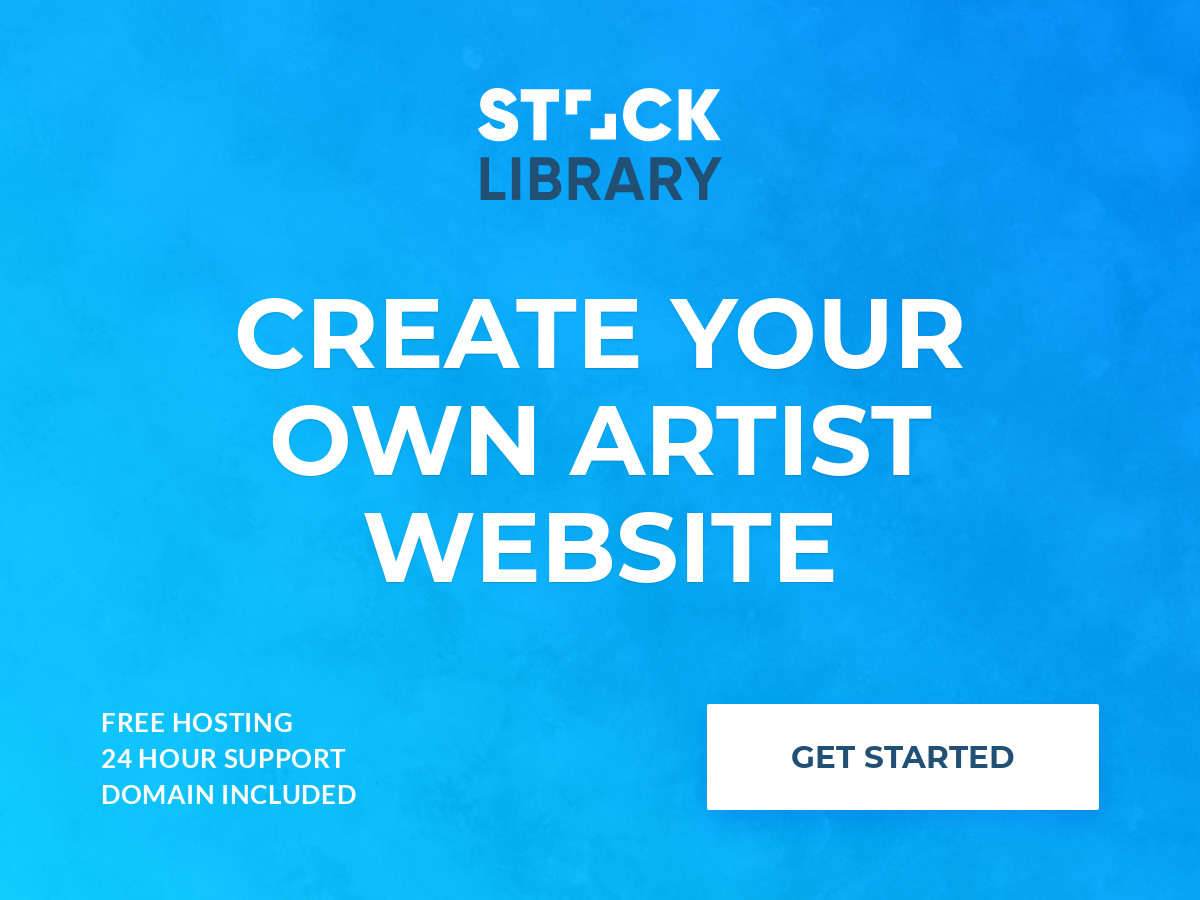 STOCK
LIBRARY
CREATE YOUR
OWN ARTIST
WEBSITE
FREE HOSTING
24 HOUR SUPPORT
DOMAIN INCLUDED
GET STARTED